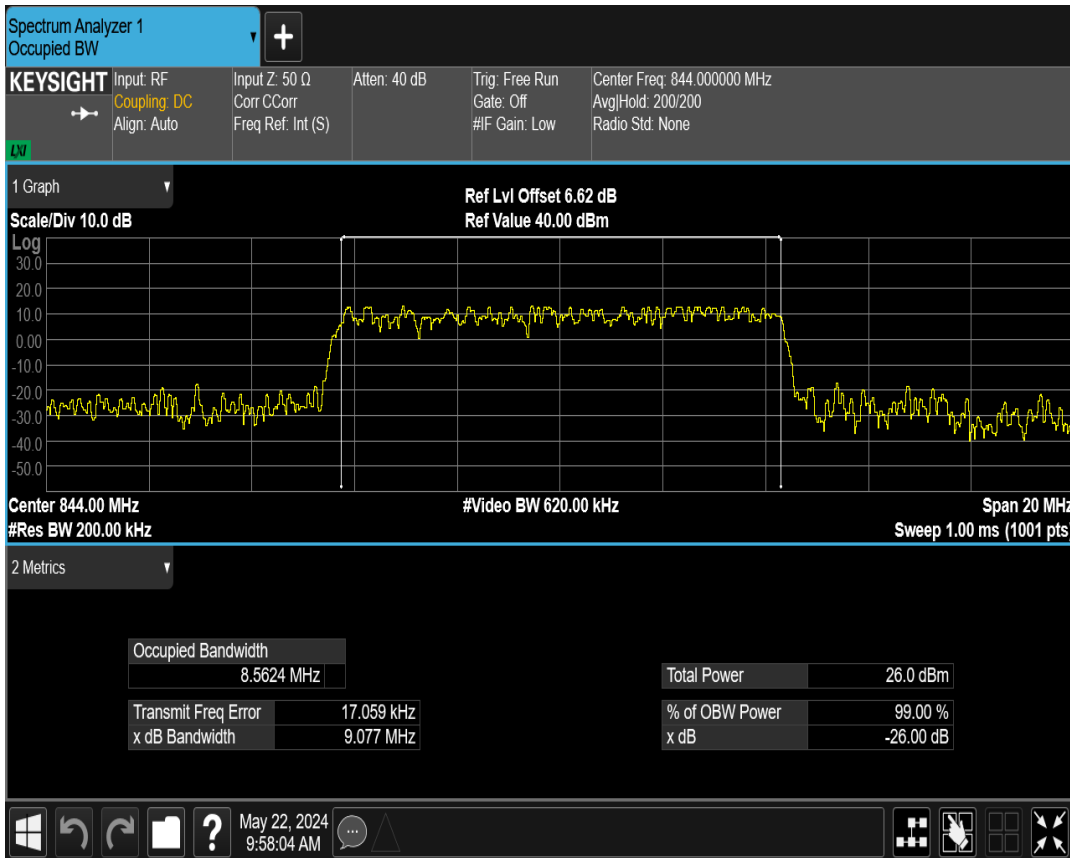 Spectrum Analyzer 1
Occupied BW
+
KEYSIGHT
LXI
Input: RF
Coupling: DC
Align: Auto
Input Z: 50 Ω
Corr CCorr
Freq Ref: Int (S)
Atten: 40 dB
Trig: Free Run
Gate: Off
#IF Gain: Low
Center Freq: 844.000000 MHz
Avg|Hold: 200/200
Radio Std: None
1 Graph
Scale/Div 10.0 dB
Ref Lvl Offset 6.62 dB
Ref Value 40.00 dBm
Log
30.0
20.0
10.0
0.00
-10.0
-20.0
-30.0
-40.0
-50.0
Center 844.00 MHz
#Video BW 620.00 kHz
Span 20 MHz
#Res BW 200.00 kHz
Sweep 1.00 ms (1001 pts)
2 Metrics
Occupied Bandwidth
8.5624 MHz
Total Power 26.0 dBm
Transmit Freq Error 17.059 kHz
% of OBW Power 99.00 %
x dB Bandwidth 9.077 MHz
x dB -26.00 dB
?
May 22, 2024
9:58:04 AM